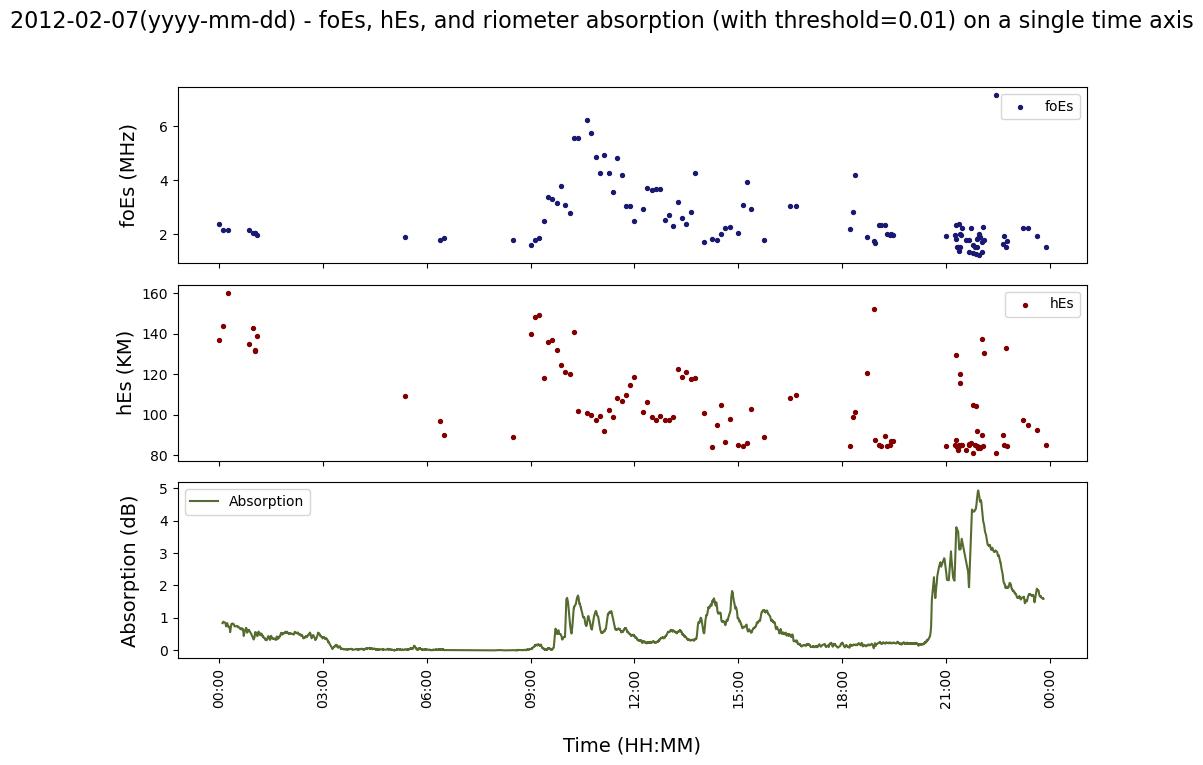 2012-02-07(yyyy-mm-dd) - foEs, hEs, and riometer absorption (with threshold=0.01) on a single time axis
foEs (MHz)
6
4
2
foEs
hEs (KM)
160
140
120
100
80
hEs
Absorption (dB)
5
4
3
2
1
0
Absorption
00:00
03:00
06:00
09:00
12:00
15:00
18:00
21:00
00:00
Time (HH:MM)